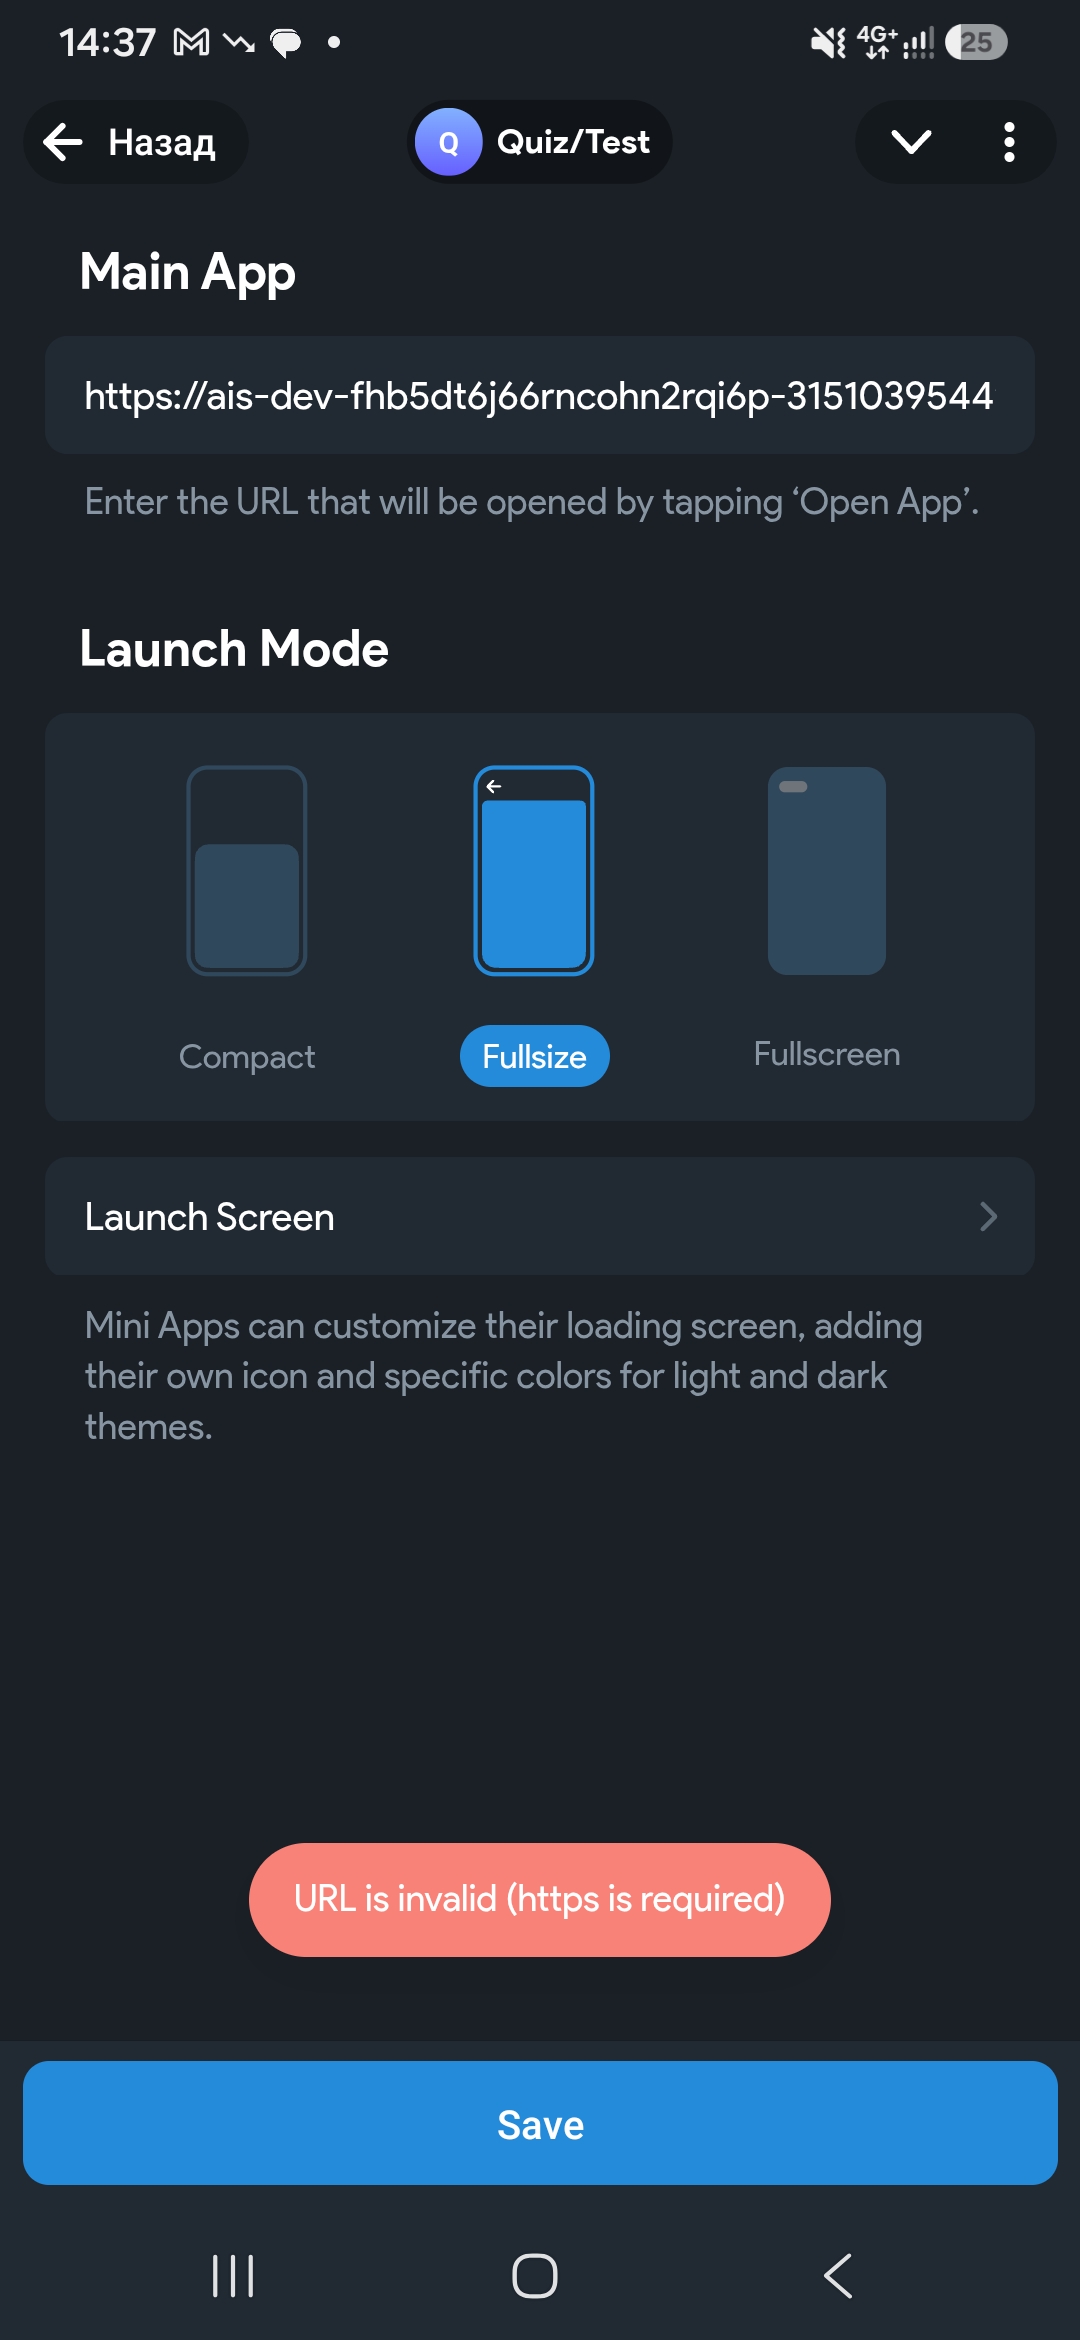 14:37
4G+
25
Назад
Q
Quiz/Test
Main App
https://ais-dev-fhb5dt6j66rncohn2rqi6p-3151039544
Enter the URL that will be opened by tapping ‘Open App’.
Launch Mode
Compact
Fullsize
Fullscreen
Launch Screen
Mini Apps can customize their loading screen, adding
their own icon and specific colors for light and dark
themes.
URL is invalid (https is required)
Save